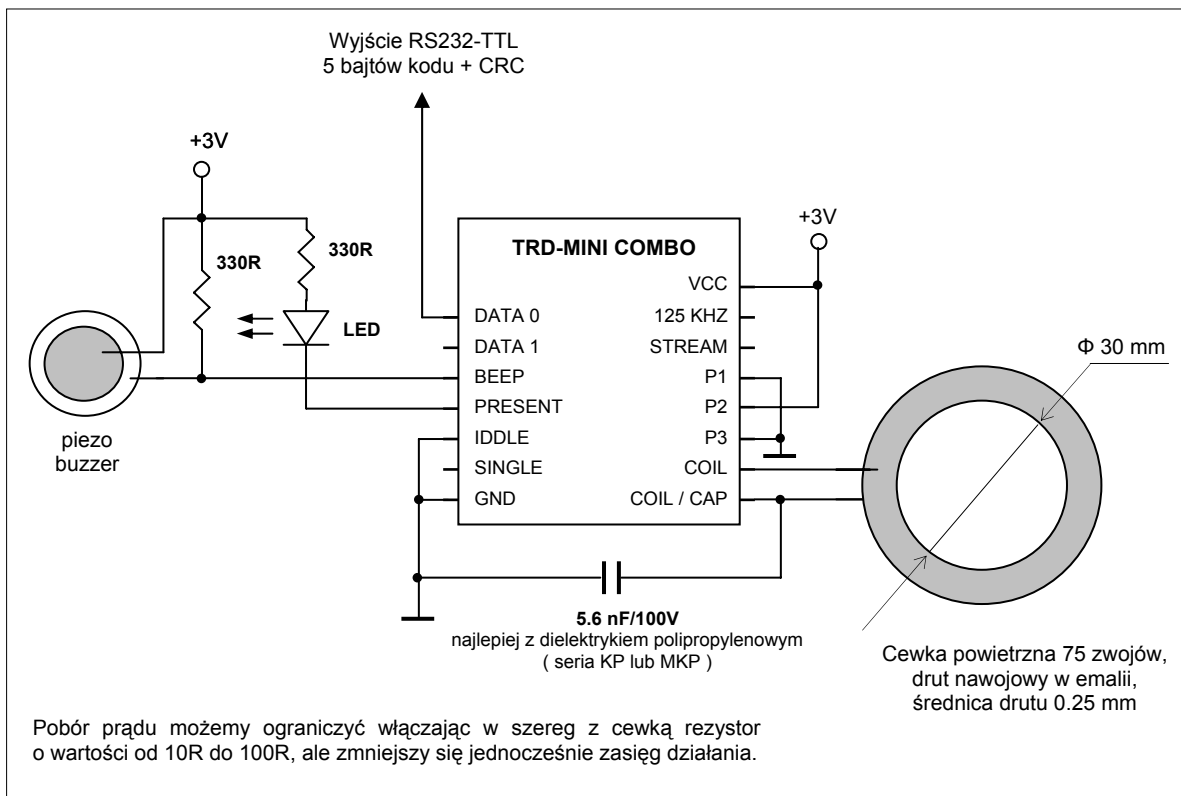 Wyjście RS232-TTL
5 bajtów kodu + CRC
+3V
330R
330R
LED
piezo
buzzer
TRD-MINI COMBO
DATA 0
DATA 1
BEEP
PRESENT
IDDLE
SINGLE
GND
VCC
125 KHZ
STREAM
P1
P2
P3
COIL
COIL / CAP
+3V
Φ 30 mm
5.6 nF/100V
najlepiej z dielektrykiem polipropylenowym
( seria KP lub MKP )
Cewka powietrzna 75 zwojów,
drut nawojowy w emalii,
średnica drutu 0.25 mm
Pobór prądu możemy ograniczyć włączając w szereg z cewką rezystor
o wartości od 10R do 100R, ale zmniejszy się jednocześnie zasięg działania.